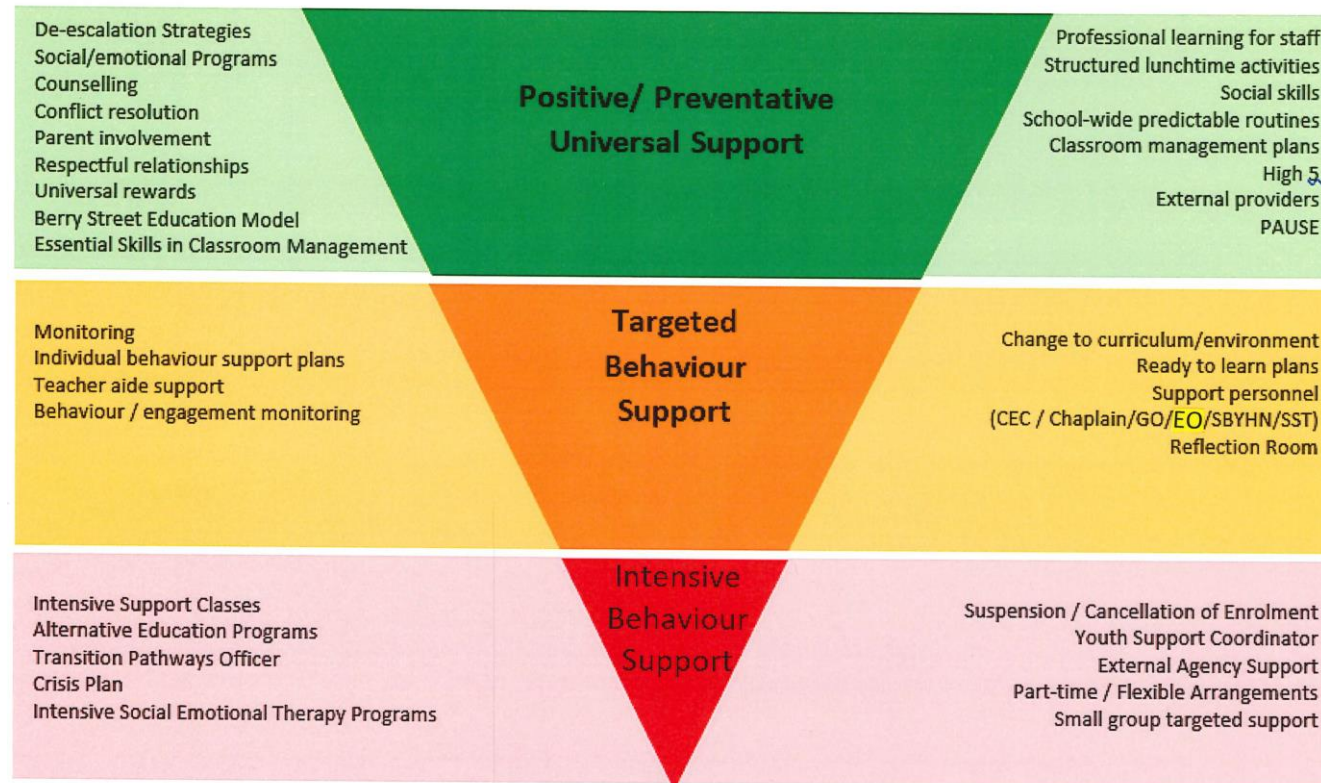 De-escalation Strategies
Social/emotional Programs
Counselling
Conflict resolution
Parent involvement
Respectful relationships
Universal rewards
Berry Street Education Model
Essential Skills in Classroom Management
Positive/ Preventative
Universal Support
Professional learning for staff
Structured lunchtime activities
Social skills
School-wide predictable routines
Classroom management plans
High 5
External providers
PAUSE
Monitoring
Individual behaviour support plans
Teacher aide support
Behaviour / engagement monitoring
Targeted
Behaviour
Support
Change to curriculum/environment
Ready to learn plans
Support personnel
(CEC / Chaplain/GO/EO/SBYHN/SST)
Reflection Room
Intensive Support Classes
Alternative Education Programs
Transition Pathways Officer
Crisis Plan
Intensive Social Emotional Therapy Programs
Intensive
Behaviour
Support
Suspension / Cancellation of Enrolment
Youth Support Coordinator
External Agency Support
Part-time / Flexible Arrangements
Small group targeted support